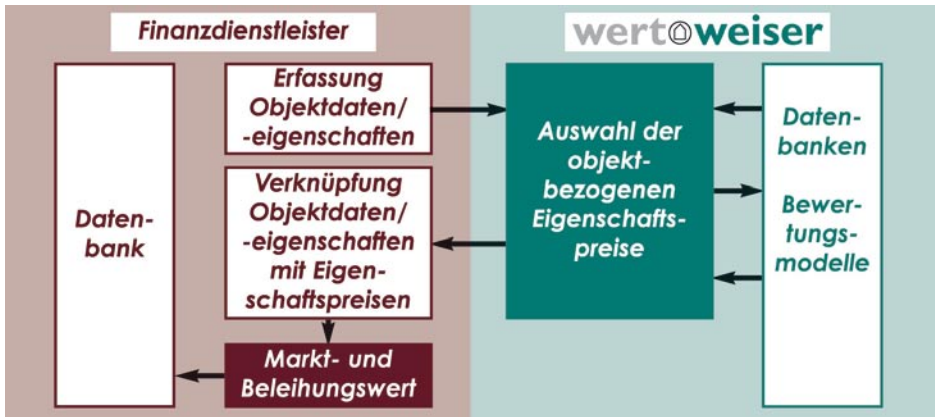 Finanzdienstleister
wertweiser
Daten-
bank
Erfassung
Objektdaten/
-eigenschaften
Verknüpfung
Objektdaten/
-eigenschaften
mit Eigen-
schaftspreisen
Markt- und
Beleihungswert
Auswahl der
objekt-
bezogenen
Eigenschafts-
preise
Daten-
banken
Bewer-
tungs-
modelle